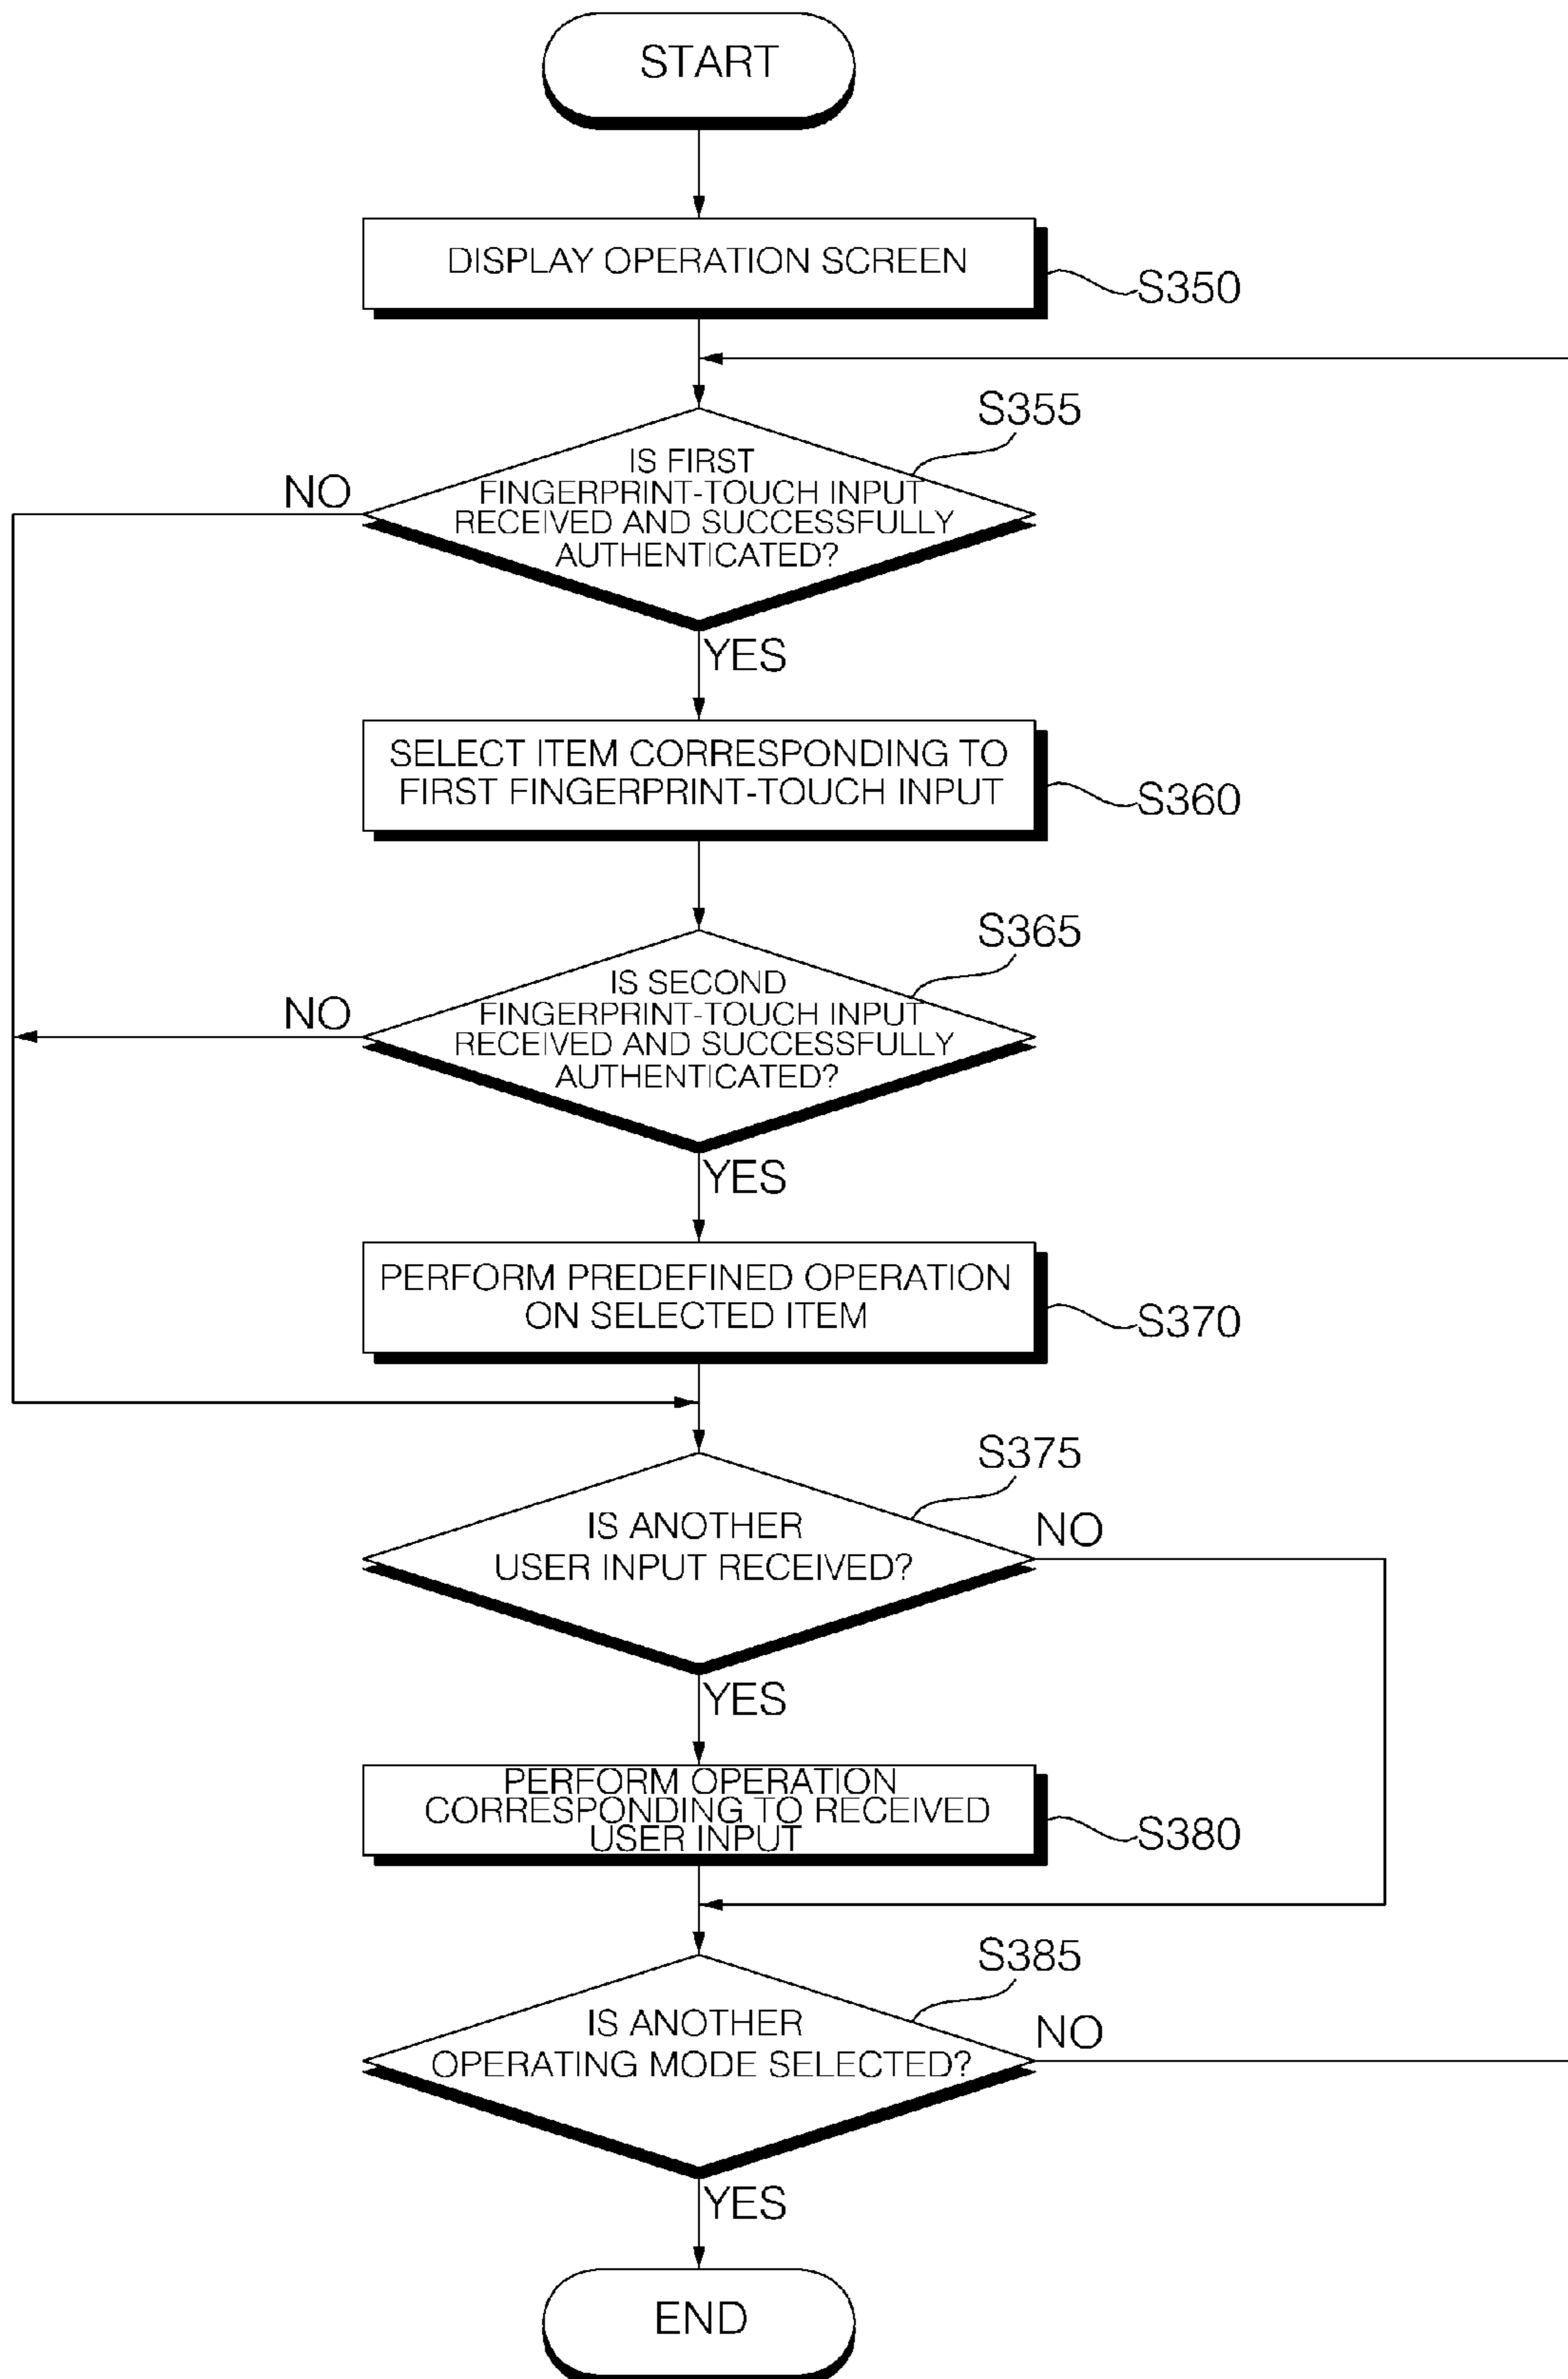 START
DISPLAY OPERATION SCREEN
S350
S355
IS FIRST
FINGERPRINT-TOUCH INPUT
RECEIVED AND SUCCESSFULLY
AUTHENTICATED?
NO
YES
SELECT ITEM CORRESPONDING TO
FIRST FINGERPRINT-TOUCH INPUT
S360
S365
IS SECOND
FINGERPRINT-TOUCH INPUT
RECEIVED AND SUCCESSFULLY
AUTHENTICATED?
NO
YES
PERFORM PREDEFINED OPERATION
ON SELECTED ITEM
S370
S375
IS ANOTHER
USER INPUT RECEIVED?
NO
YES
PERFORM OPERATION
CORRESPONDING TO RECEIVED
USER INPUT
S380
S385
IS ANOTHER
OPERATING MODE SELECTED?
NO
YES
END